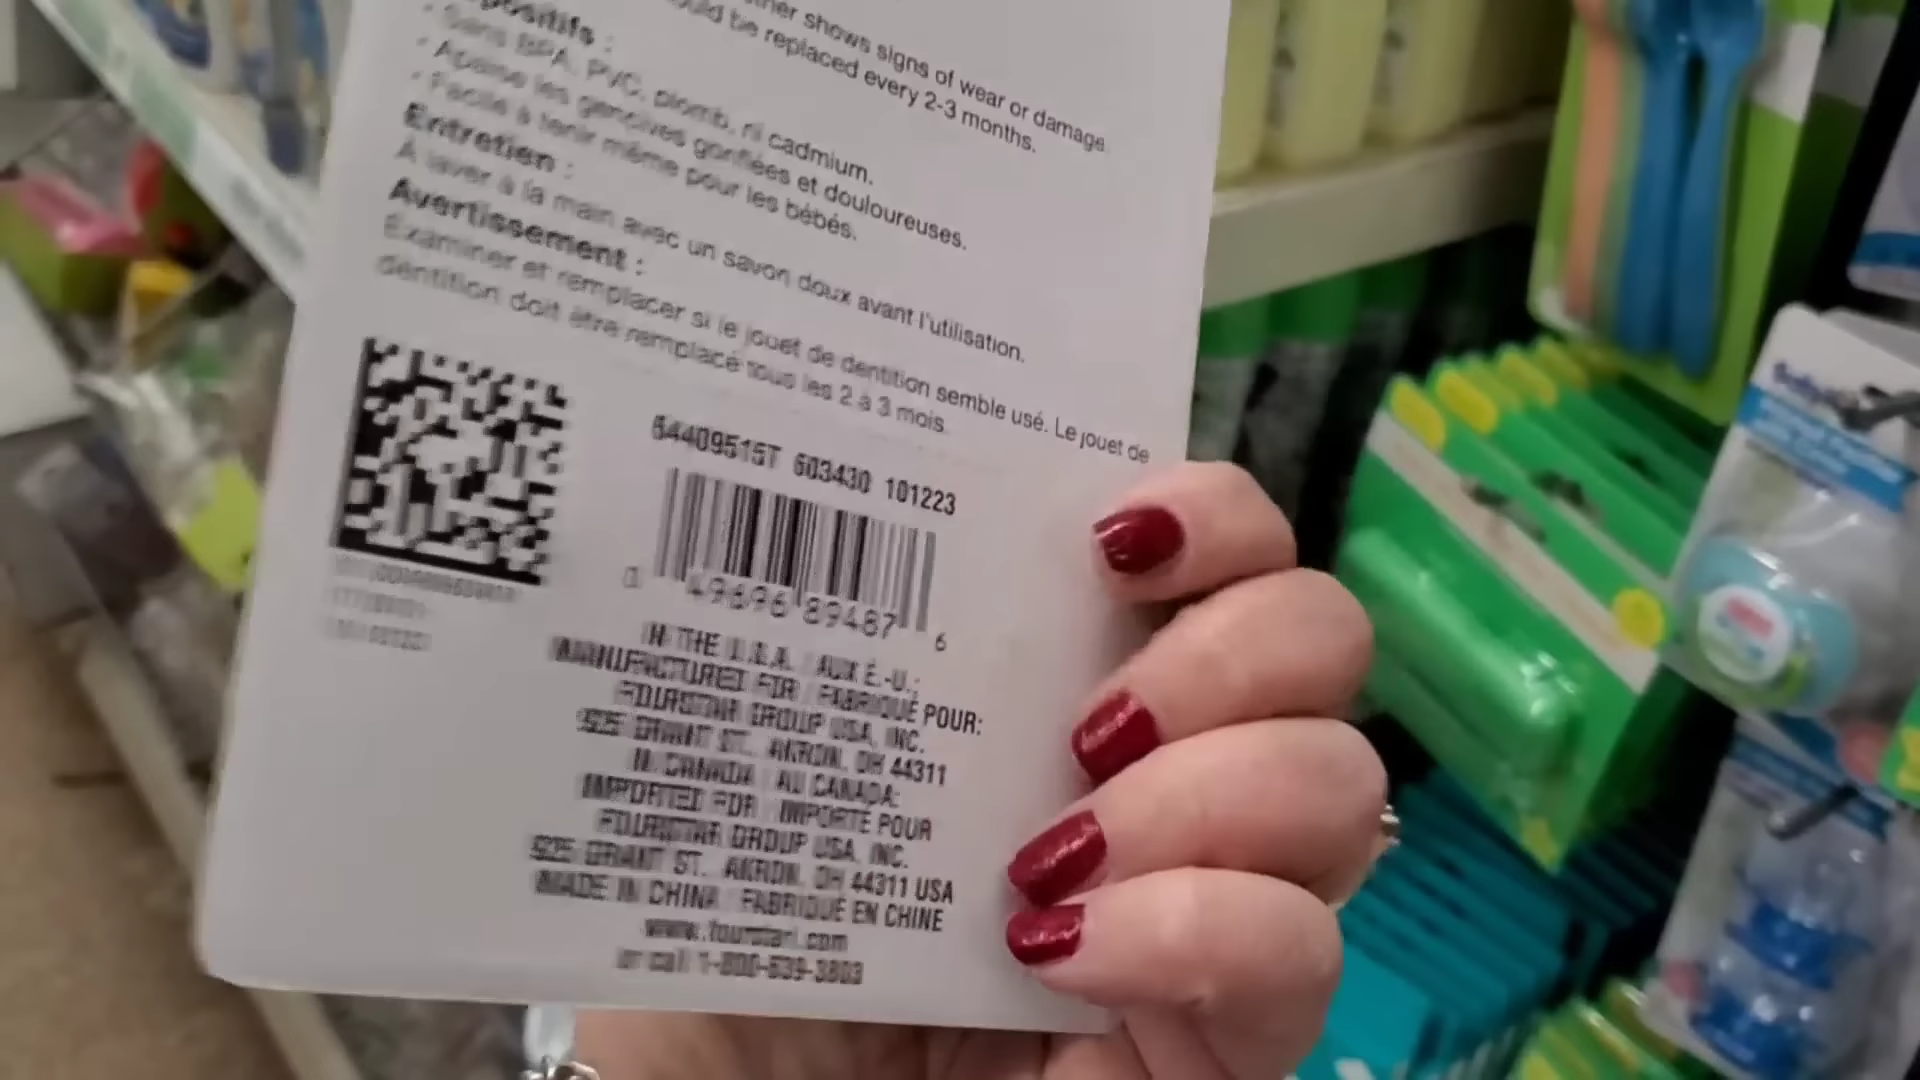 ther shows signs of wear or damage.
ould be replaced every 2-3 months.
ositifs :
Sans BPA, PVC, plomb, ni cadmium.
Apaise les gencives gonflées et douloureuses.
Facile à tenir même pour les bébés.
Entretien :
À laver à la main avec un savon doux avant l'utilisation.
Avertissement :
Examiner et remplacer si le jouet de dentition semble usé. Le jouet de
dentition doit être remplacé tous les 2 à 3 mois.
64409515T 603430 101223
49696 89487 6
IN THE U.S.A. / AUX É.-U.:
MANUFACTURED FOR / FABRIQUÉ POUR:
FOURSTAR GROUP USA, INC.
925 GRANT ST. AKRON, OH 44311
IN CANADA / AU CANADA:
IMPORTED FOR / IMPORTÉ POUR
FOURSTAR GROUP USA, INC.
925 GRANT ST. AKRON, OH 44311 USA
MADE IN CHINA / FABRIQUÉ EN CHINE
or call 1-800-639-3803